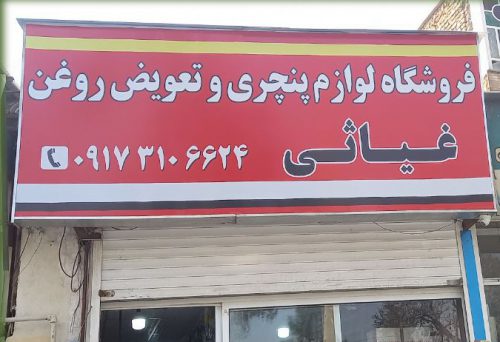 فروشگاه لوازم پنچری و تعویض روغن
غیاثی
۰۹۱۷ ۳۱۰ ۶۶۲۴